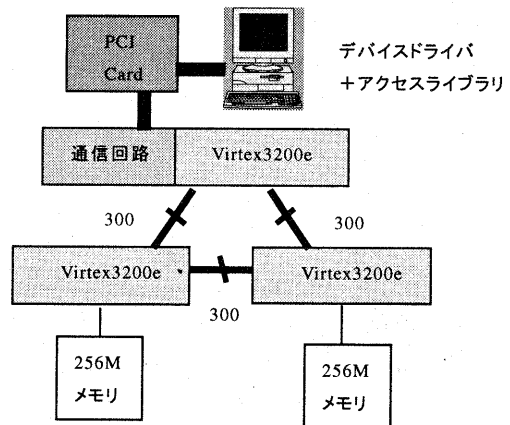 PCI
Card
デバイスドライバ
＋アクセスライブラリ
通信回路
Virtex3200e
300
300
Virtex3200e
Virtex3200e
300
256M
メモリ
256M
メモリ